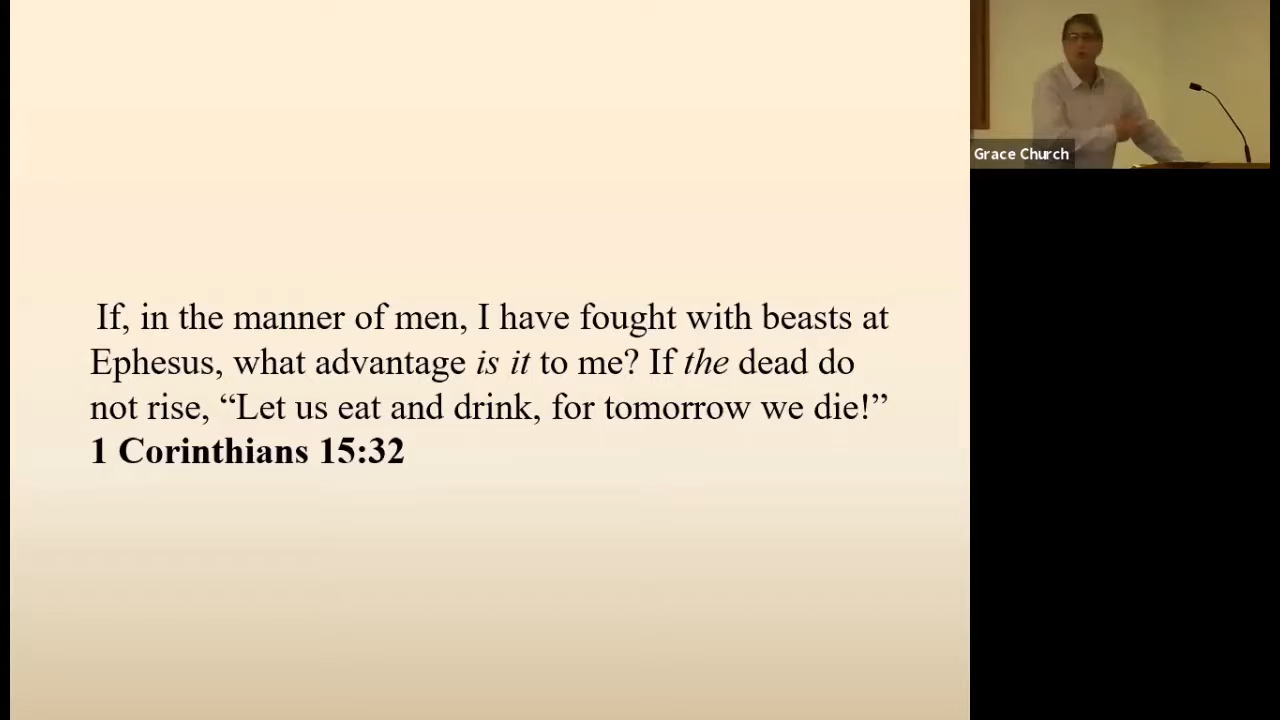 If, in the manner of men, I have fought with beasts at
Ephesus, what advantage is it to me? If the dead do
not rise, “Let us eat and drink, for tomorrow we die!”
1 Corinthians 15:32
Grace Church